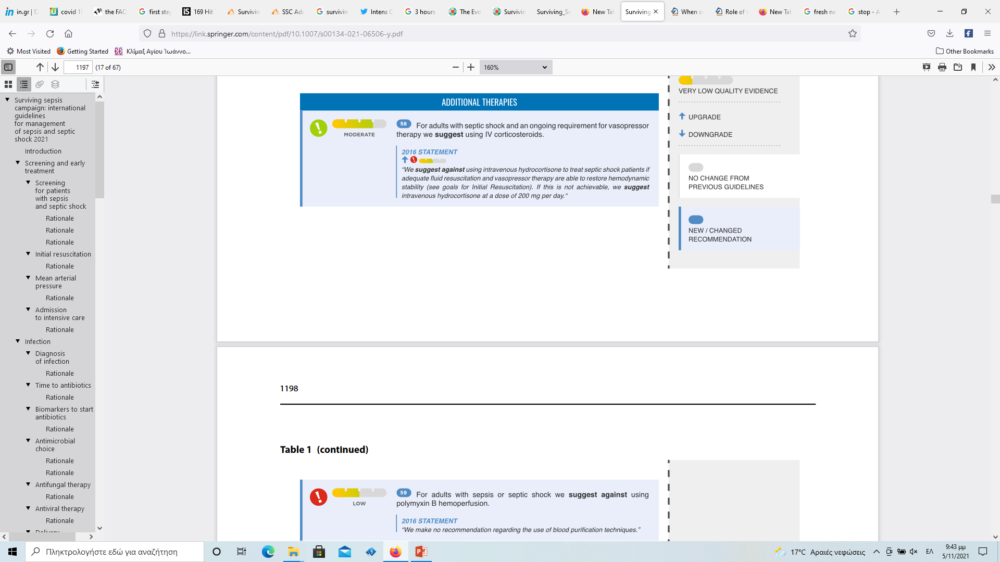 in.gr | 'Ό
covid 19
the FAQ
first ste
169 Hit
Survivin
SSC Adu
survivin
Intens C
3 hours
The Evo
Survivin
Surviving_Se
New Tab
Surviving
When c
Role of
New Tab
fresh ne
stop - A
https://link.springer.com/content/pdf/10.1007/s00134-021-06506-y.pdf
Most Visited
Getting Started
Κλῖμαξ Αγίου Ἰωάννο...
Other Bookmarks
1197
(17 of 67)
160%
Surviving sepsis
campaign: international
guidelines
for management
of sepsis and septic
shock 2021
Introduction
Screening and early
treatment
Screening
for patients
with sepsis
and septic shock
Rationale
Rationale
Rationale
Initial resuscitation
Rationale
Mean arterial
pressure
Rationale
Admission
to intensive care
Rationale
Infection
Diagnosis
of infection
Rationale
Time to antibiotics
Rationale
Biomarkers to start
antibiotics
Rationale
Antimicrobial
choice
Rationale
Rationale
Antifungal therapy
Rationale
Antiviral therapy
Rationale
Delivery
ADDITIONAL THERAPIES
MODERATE
58 For adults with septic shock and an ongoing requirement for vasopressor
therapy we suggest using IV corticosteroids.
2016 STATEMENT
“We suggest against using intravenous hydrocortisone to treat septic shock patients if
adequate fluid resuscitation and vasopressor therapy are able to restore hemodynamic
stability (see goals for Initial Resuscitation). If this is not achievable, we suggest
intravenous hydrocortisone at a dose of 200 mg per day.“
VERY LOW QUALITY EVIDENCE
UPGRADE
DOWNGRADE
NO CHANGE FROM
PREVIOUS GUIDELINES
NEW / CHANGED
RECOMMENDATION
1198
Table 1 (continued)
LOW
59 For adults with sepsis or septic shock we suggest against using
polymyxin B hemoperfusion.
2016 STATEMENT
“We make no recommendation regarding the use of blood purification techniques.”
Πληκτρολογήστε εδώ για αναζήτηση
17°C Αραιές νεφώσεις
ΕΛ
9:43 μμ
5/11/2021